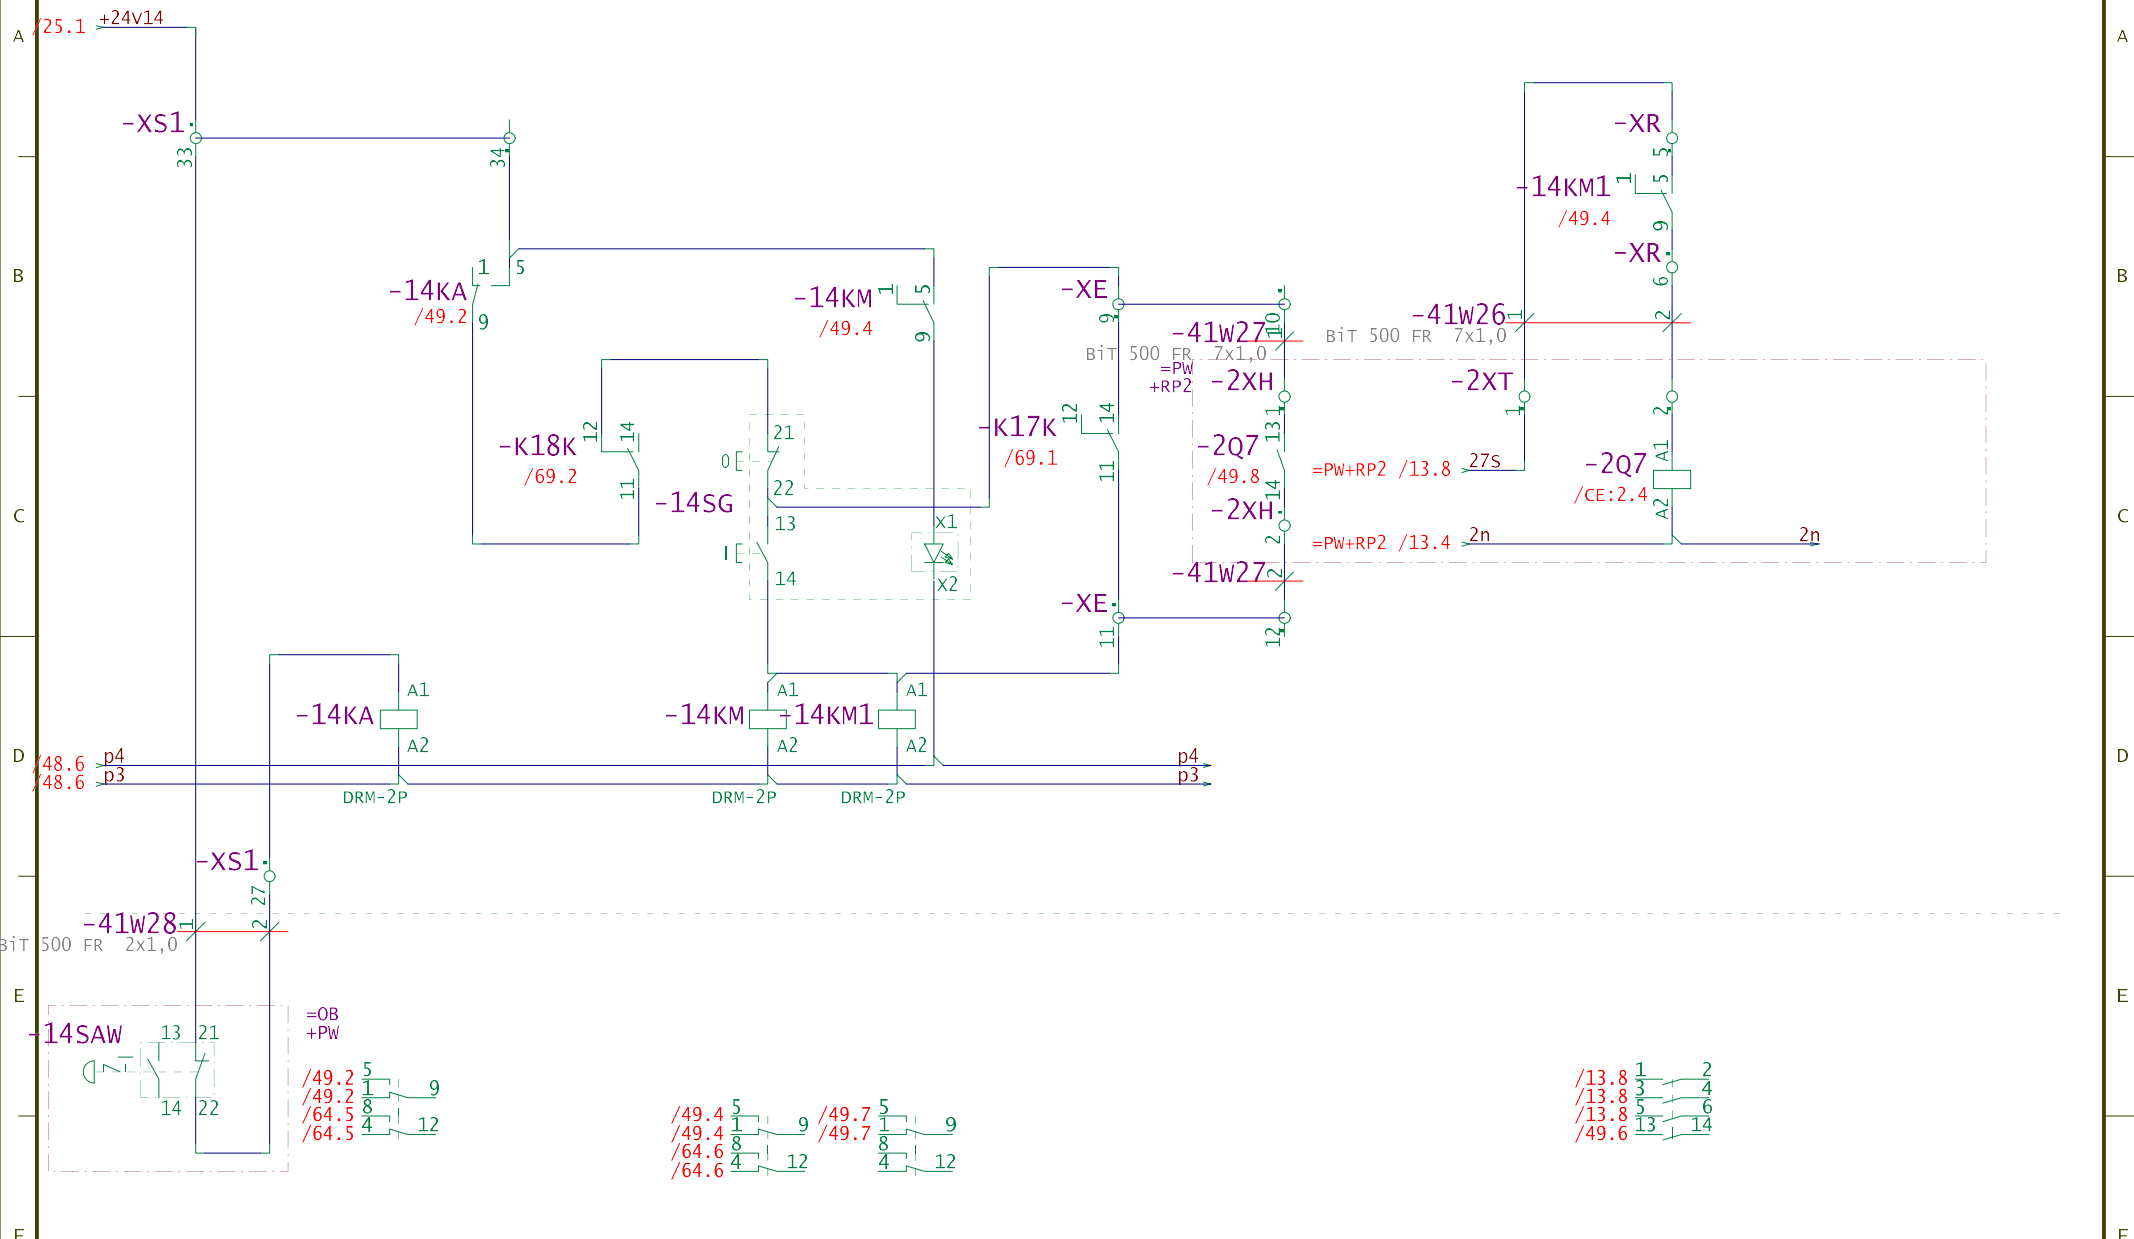 +24V14
A /25.1 A
-XS1
33
34
-XR
5
-14KM1 1 5
/49.4
9
-XR
6
B B
-14KA 1 5
/49.2
9
-14KM 1 5
/49.4
9
-XE
9
10
-41W27 1
BiT 500 FR 7x1,0
-41W26 1 2
BiT 500 FR 7x1,0
=PW
+RP2
-2XH
1
-2XT
1
2
-K18K 12 14
/69.2
11
-14SG
0 21
22
13
I
14
X1
X2
-K17K 12 14
/69.1
11
-2Q7 13
/49.8
14
-2XH
2
-41W27 2
=PW+RP2 /13.8 27S
-2Q7 A1
/CE:2.4
A2
=PW+RP2 /13.4 2n 2n
C C
-XE
11
12
-14KA A1
A2
-14KM A1
A2
-14KM1 A1
A2
D D
/48.6 p4 p4
/48.6 p3 p3
DRM-2P DRM-2P DRM-2P
-XS1
27
-41W28 1 2
BiT 500 FR 2x1,0
E E
=OB
+PW
-14SAW 13 21
14 22
/49.2 5
/49.2 1 9
/64.5 8
/64.5 4 12
/49.4 5
/49.4 1 9
/64.6 8
/64.6 4 12
/49.7 5
/49.7 1 9
8
4 12
/13.8 1 2
/13.8 3 4
/13.8 5 6
/49.6 13 14